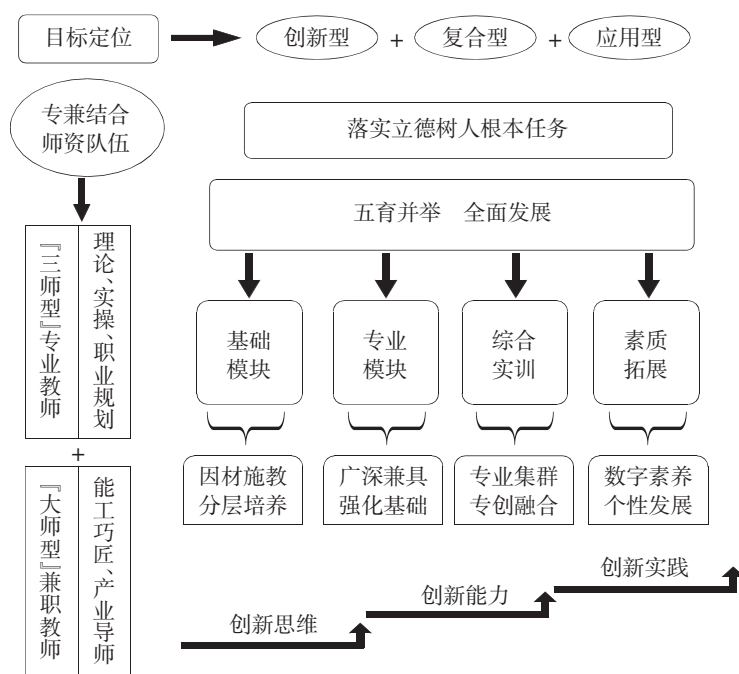 目标定位
创新型
+
复合型
+
应用型
专兼结合
师资队伍
落实立德树人根本任务
五育并举 全面发展
『三师型』专业教师
理论、实操、职业规划
+
『大师型』兼职教师
能工巧匠、产业导师
基础
模块
专业
模块
综合
实训
素质
拓展
因材施教
分层培养
广深兼具
强化基础
专业集群
专创融合
数字素养
个性发展
创新思维
创新能力
创新实践